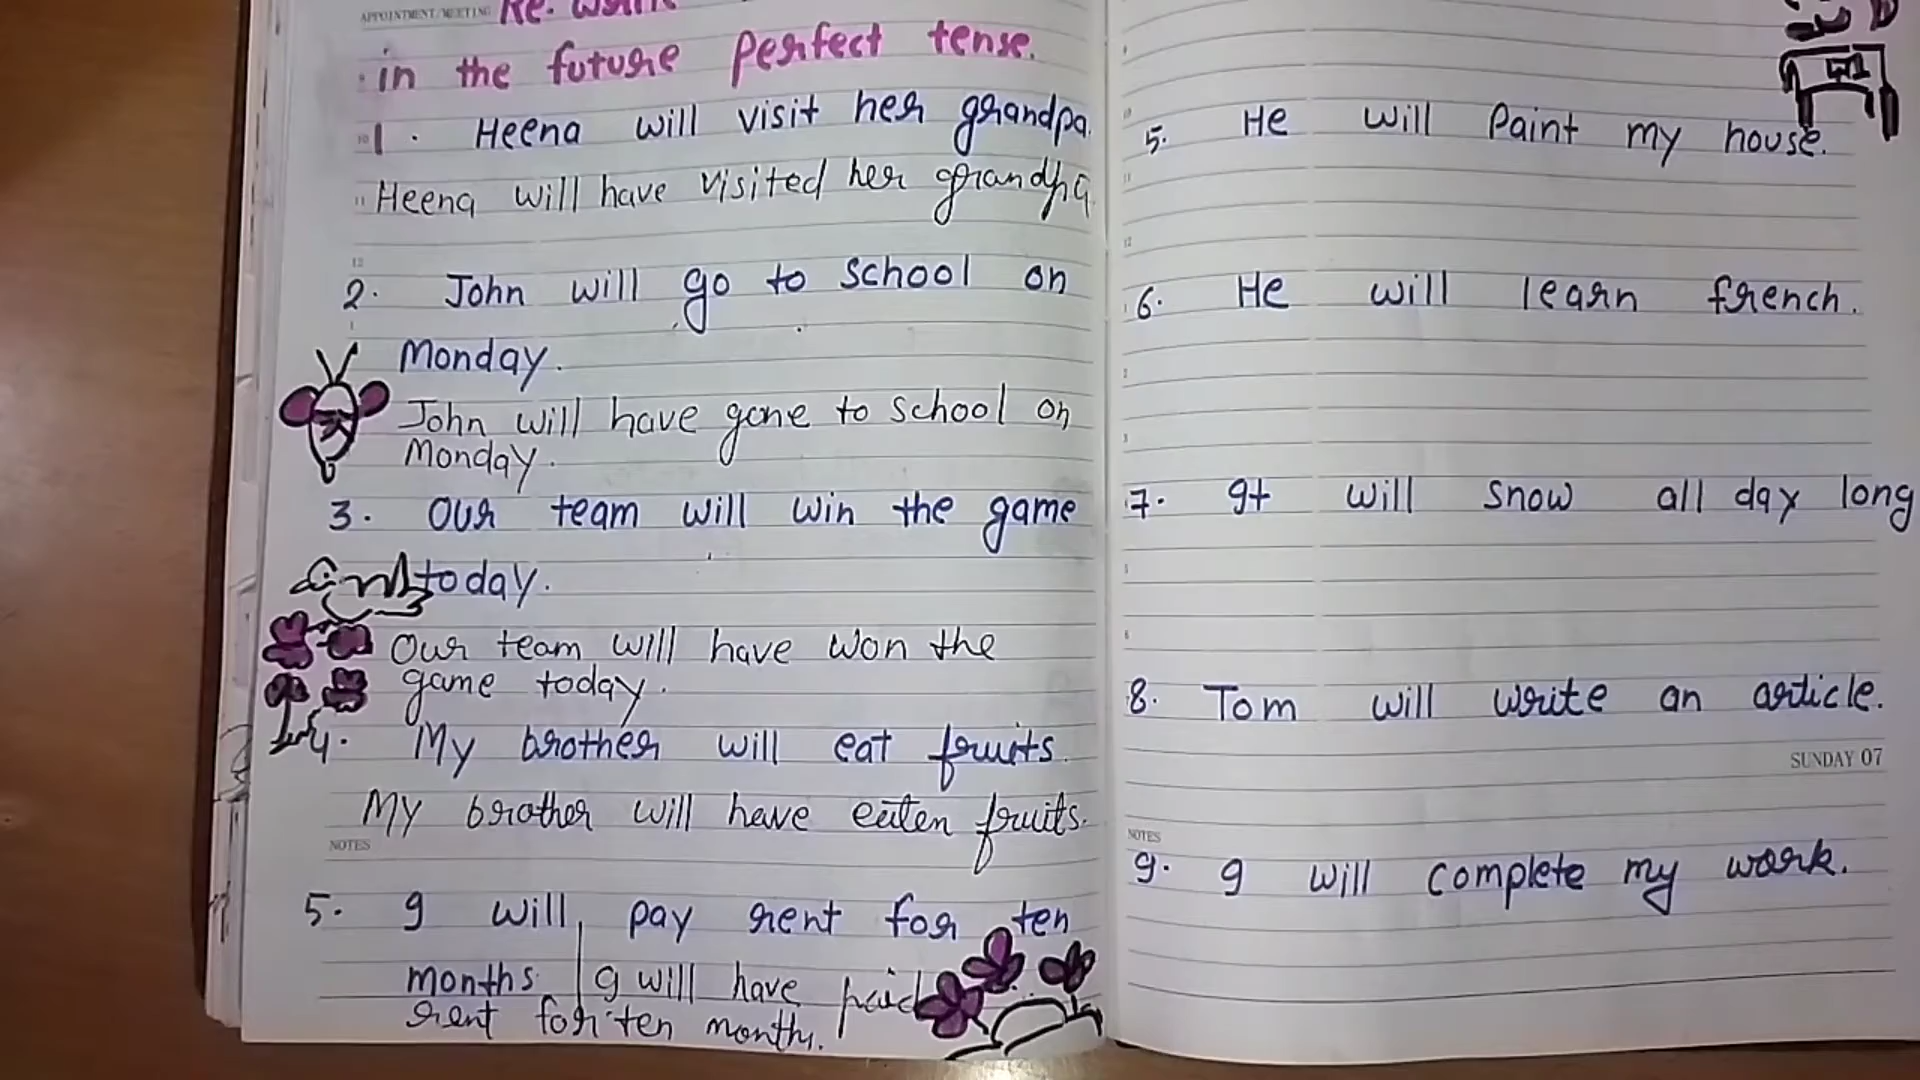 APPOINTMENT/MEETING
in the future perfect tense.
1. Heena will visit her grandpa.
Heena will have visited her grandpa.
2. John will go to school on
Monday.
John will have gone to school on
Monday.
3. Our team will win the game
today.
Our team will have won the
game today.
4. My brother will eat fruits.
My brother will have eaten fruits.
NOTES
5. I will pay rent for ten
months. I will have paid
rent for ten months.
5. He will Paint my house.
6. He will learn french.
7. It will snow all day long
8. Tom will write an article.
SUNDAY 07
NOTES
9. I will complete my work.